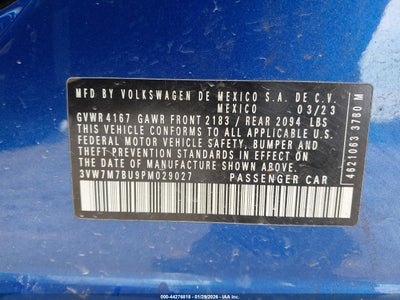 MFD BY VOLKSWAGEN DE MEXICO S.A. DE C.V.
MEXICO 03/23
GVWR 4167 GAWR FRONT 2183 / REAR 2094 LBS
THIS VEHICLE CONFORMS TO ALL APPLICABLE U.S.
FEDERAL MOTOR VEHICLE SAFETY, BUMPER AND
THEFT PREVENTION STANDARDS IN EFFECT ON
THE DATE OF MANUFACTURE SHOWN ABOVE.
3VW7M7BU9PM029027 PASSENGER CAR
4621063 3780 M
000-44276818 - 01/29/2026 - IAA Inc.